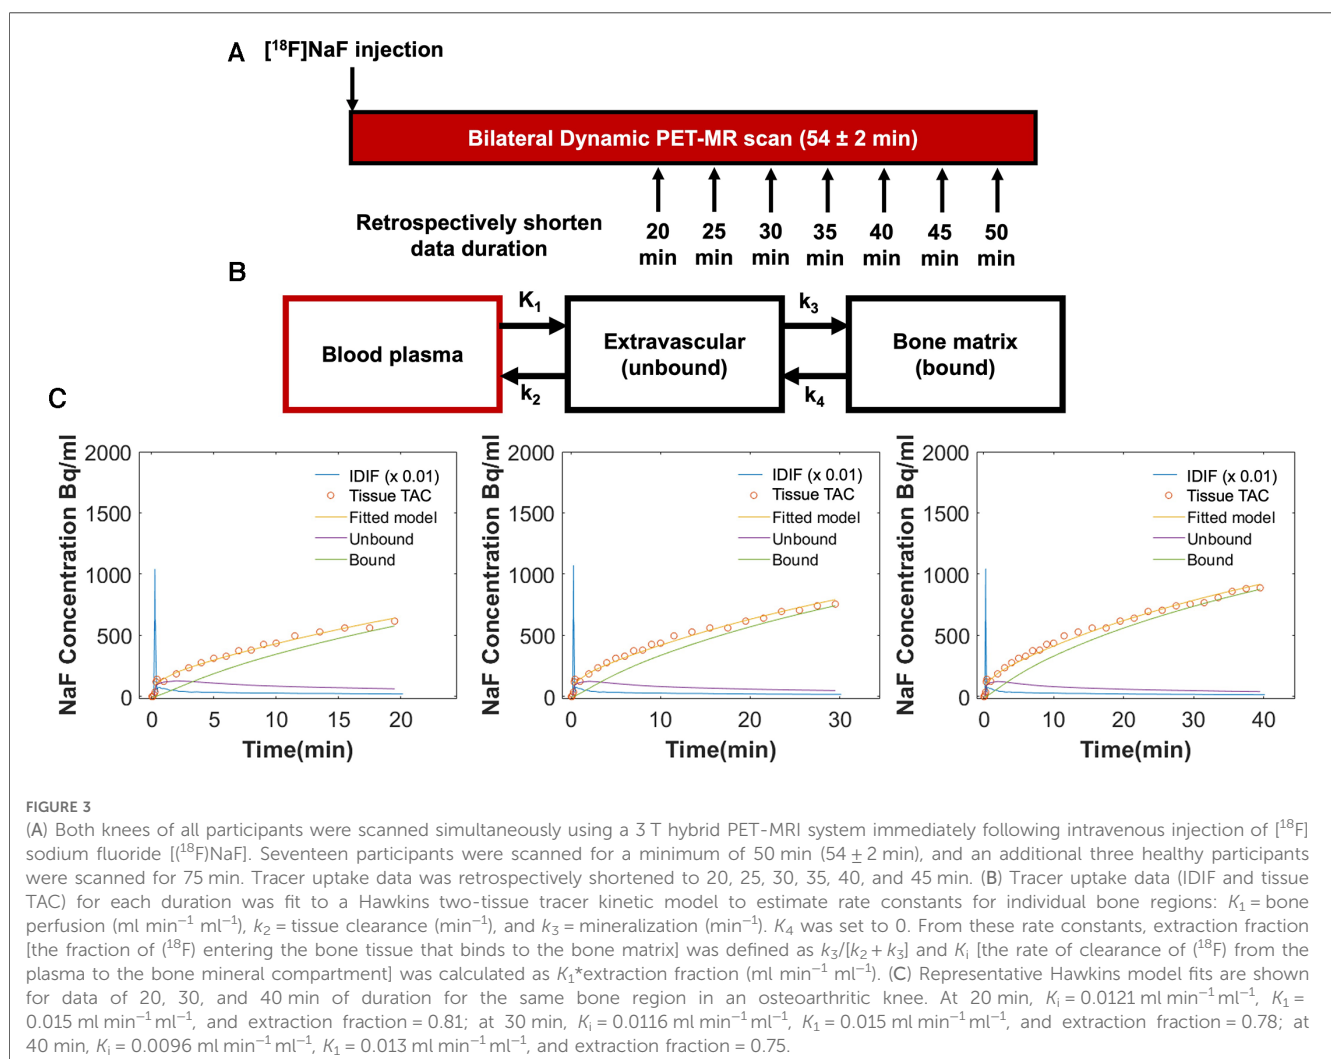 A
[¹⁸F]NaF injection
Bilateral Dynamic PET-MR scan (54 ± 2 min)
Retrospectively shorten
data duration
20
min
25
min
30
min
35
min
40
min
45
min
50
min
B
Blood plasma
K₁
k₂
Extravascular
(unbound)
k₃
k₄
Bone matrix
(bound)
C
NaF Concentration Bq/ml
2000
1500
1000
500
0
IDIF (x 0.01)
Tissue TAC
Fitted model
Unbound
Bound
0 5 10 15 20
Time(min)
NaF Concentration Bq/ml
2000
1500
1000
500
0
IDIF (x 0.01)
Tissue TAC
Fitted model
Unbound
Bound
0 10 20 30
Time(min)
NaF Concentration Bq/ml
2000
1500
1000
500
0
IDIF (x 0.01)
Tissue TAC
Fitted model
Unbound
Bound
0 10 20 30 40
Time(min)
FIGURE 3
(A) Both knees of all participants were scanned simultaneously using a 3 T hybrid PET-MRI system immediately following intravenous injection of [¹⁸F]
sodium fluoride [(¹⁸F)NaF]. Seventeen participants were scanned for a minimum of 50 min (54 ± 2 min), and an additional three healthy participants
were scanned for 75 min. Tracer uptake data was retrospectively shortened to 20, 25, 30, 35, 40, and 45 min. (B) Tracer uptake data (IDIF and tissue
TAC) for each duration was fit to a Hawkins two-tissue tracer kinetic model to estimate rate constants for individual bone regions: K₁ = bone
perfusion (ml min⁻¹ ml⁻¹), k₂ = tissue clearance (min⁻¹), and k₃ = mineralization (min⁻¹). K₄ was set to 0. From these rate constants, extraction fraction
[the fraction of (¹⁸F) entering the bone tissue that binds to the bone matrix] was defined as k₃/[k₂ + k₃] and Kᵢ [the rate of clearance of (¹⁸F) from the
plasma to the bone mineral compartment] was calculated as K₁*extraction fraction (ml min⁻¹ ml⁻¹). (C) Representative Hawkins model fits are shown
for data of 20, 30, and 40 min of duration for the same bone region in an osteoarthritic knee. At 20 min, Kᵢ = 0.0121 ml min⁻¹ ml⁻¹, K₁ =
0.015 ml min⁻¹ ml⁻¹, and extraction fraction = 0.81; at 30 min, Kᵢ = 0.0116 ml min⁻¹ ml⁻¹, K₁ = 0.015 ml min⁻¹ ml⁻¹, and extraction fraction = 0.78; at
40 min, Kᵢ = 0.0096 ml min⁻¹ ml⁻¹, K₁ = 0.013 ml min⁻¹ ml⁻¹, and extraction fraction = 0.75.